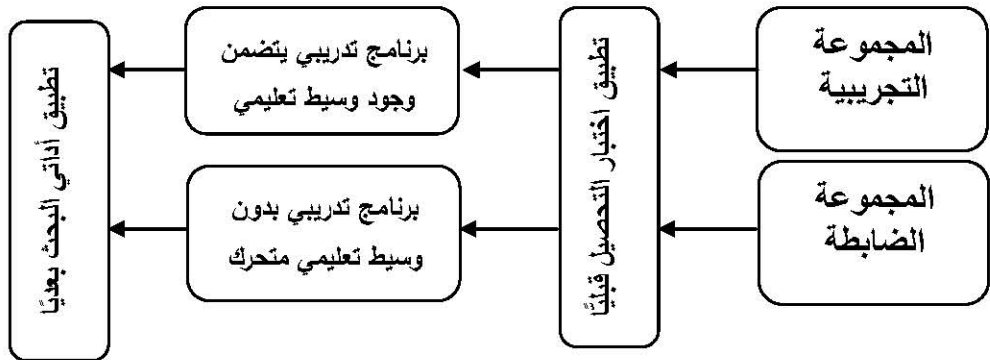 المجموعة
التجريبية
المجموعة
الضابطة
تطبيق اختبار التحصيل قبليًا
برنامج تدريبي يتضمن
وجود وسيط تعليمي
برنامج تدريبي بدون
وسيط تعليمي متحرك
تطبيق أداتي البحث بعديًا